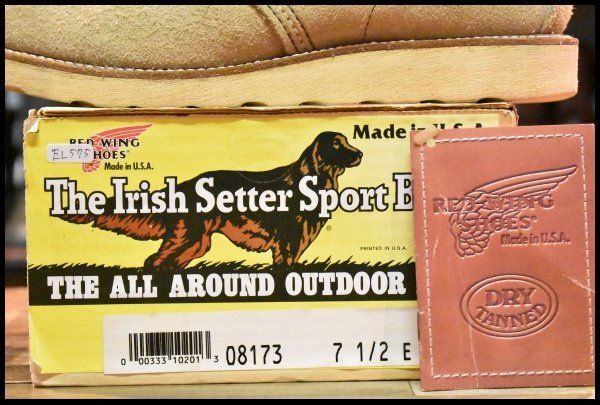 RED WING
SHOES®
Made in U.S.A.
EL575
Made in U.S.A.
The Irish Setter Sport B
®
PRINTED IN U.S.A.
THE ALL AROUND OUTDOOR
0 00333 10201 3
08173 7 1/2 E
RED WING
SHOES®
Made in U.S.A.
DRY
TANNED